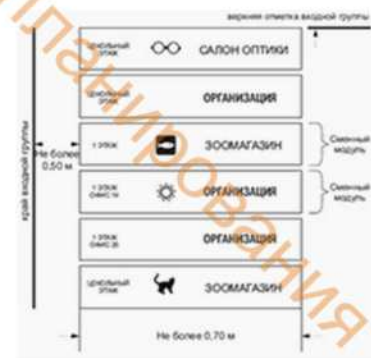 верхняя отметка входной группы
ЦОКОЛЬНЫЙ ЭТАЖ САЛОН ОПТИКИ
ЦОКОЛЬНЫЙ ЭТАЖ ОРГАНИЗАЦИЯ
1 ЭТАЖ ЗООМАГАЗИН
Сменный модуль
край входной группы
Не более 0,50 м
1 ЭТАЖ ОРГАНИЗАЦИЯ
Сменный модуль
1 ЭТАЖ ОРГАНИЗАЦИЯ
ЦОКОЛЬНЫЙ ЭТАЖ ЗООМАГАЗИН
Не более 0,70 м
планирования